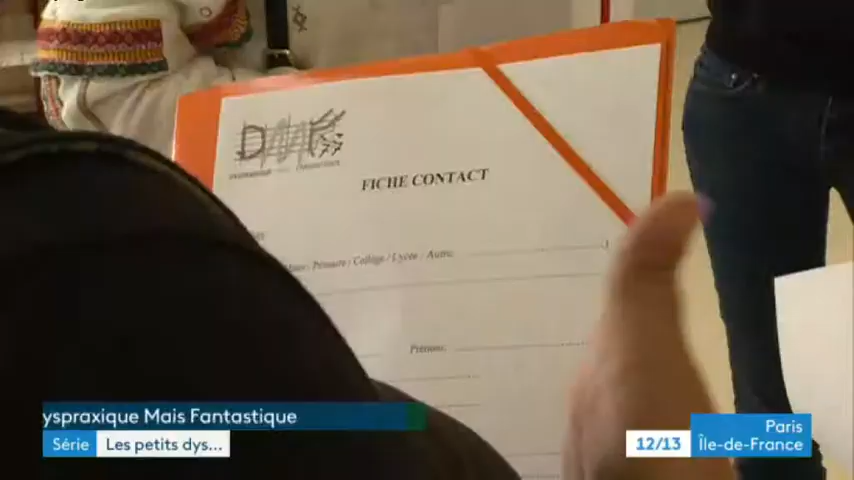 DMF
FICHE CONTACT
Primaire / Collège / Lycée / Autre
Prénom
yspraxique Mais Fantastique
Série Les petits dys...
12/13 Paris Île-de-France